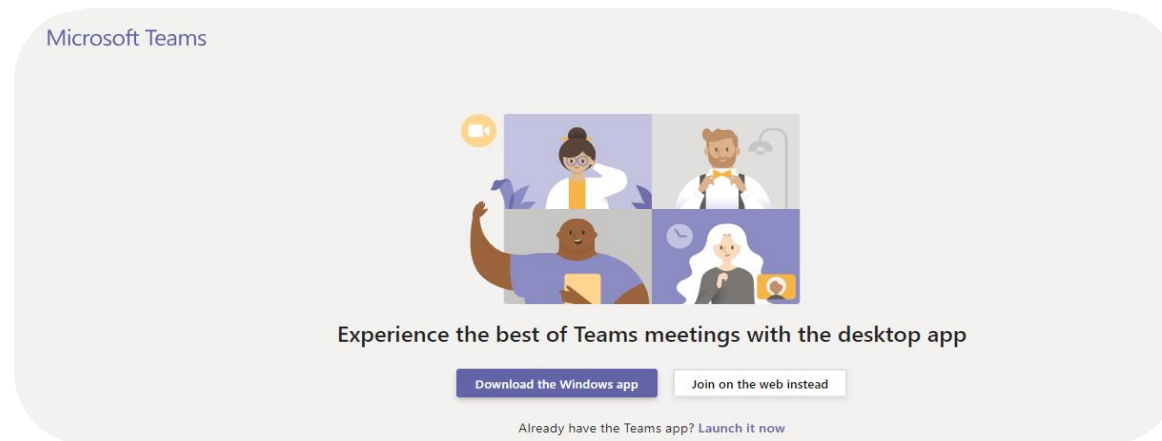 Microsoft Teams
Experience the best of Teams meetings with the desktop app
Download the Windows app
Join on the web instead
Already have the Teams app? Launch it now